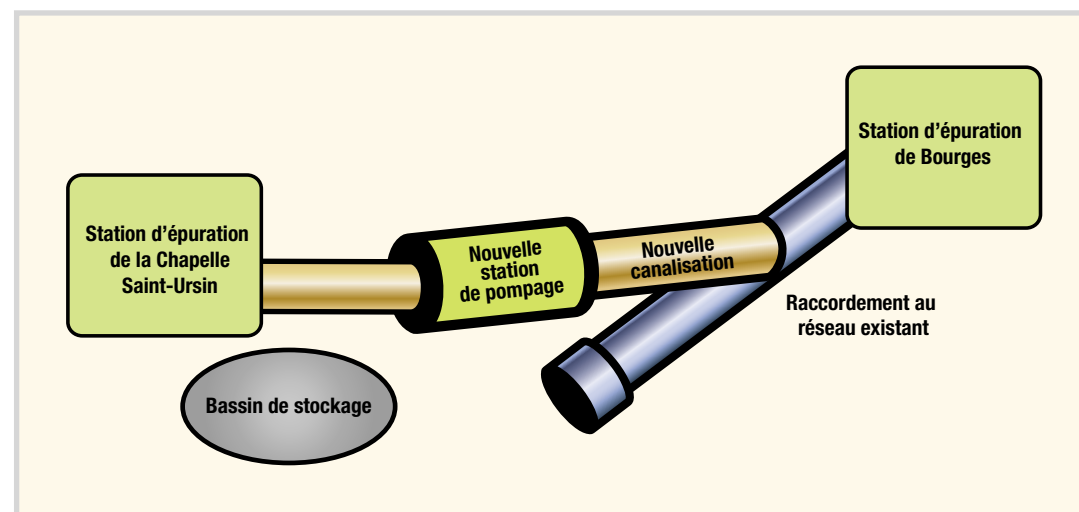 Station d'épuration
de la Chapelle
Saint-Ursin
Bassin de stockage
Nouvelle
station
de pompage
Nouvelle
canalisation
Station d'épuration
de Bourges
Raccordement au
réseau existant